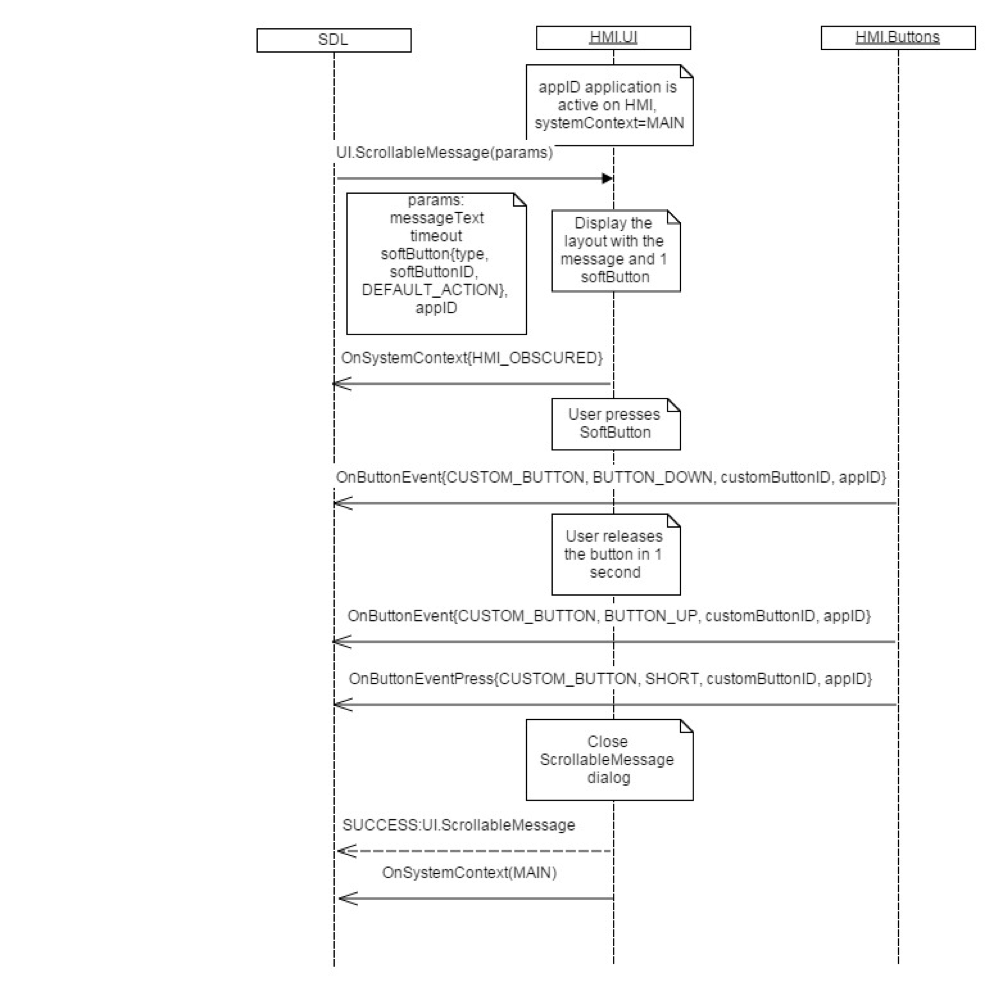 SDL
HMI.UI
HMI.Buttons
appID application is
active on HMI,
systemContext=MAIN
UI.ScrollableMessage(params)
params:
messageText
timeout
softButton{type,
softButtonID,
DEFAULT_ACTION},
appID
Display the
layout with the
message and 1
softButton
OnSystemContext{HMI_OBSCURED}
User presses
SoftButton
OnButtonEvent{CUSTOM_BUTTON, BUTTON_DOWN, customButtonID, appID}
User releases
the button in 1
second
OnButtonEvent{CUSTOM_BUTTON, BUTTON_UP, customButtonID, appID}
OnButtonEventPress{CUSTOM_BUTTON, SHORT, customButtonID, appID}
Close
ScrollableMessage
dialog
SUCCESS:UI.ScrollableMessage
OnSystemContext(MAIN)